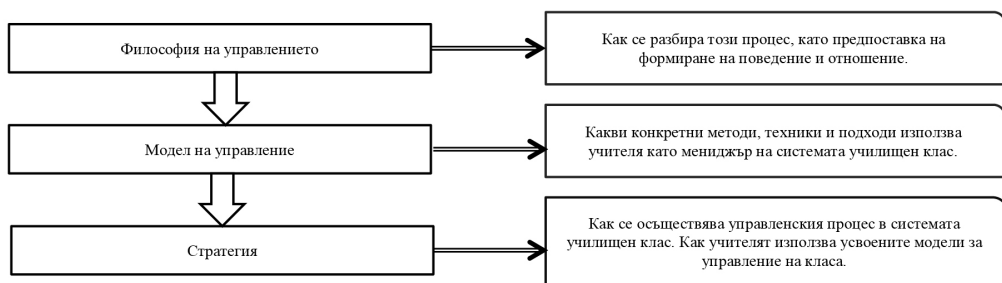 Философия на управлението
Как се разбира този процес, като предпоставка на
формиране на поведение и отношение.
Модел на управление
Какви конкретни методи, техники и подходи използва
учителя като мениджър на системата училищен клас.
Стратегия
Как се осъществява управленския процес в системата
училищен клас. Как учителят използва усвоените модели за
управление на класа.